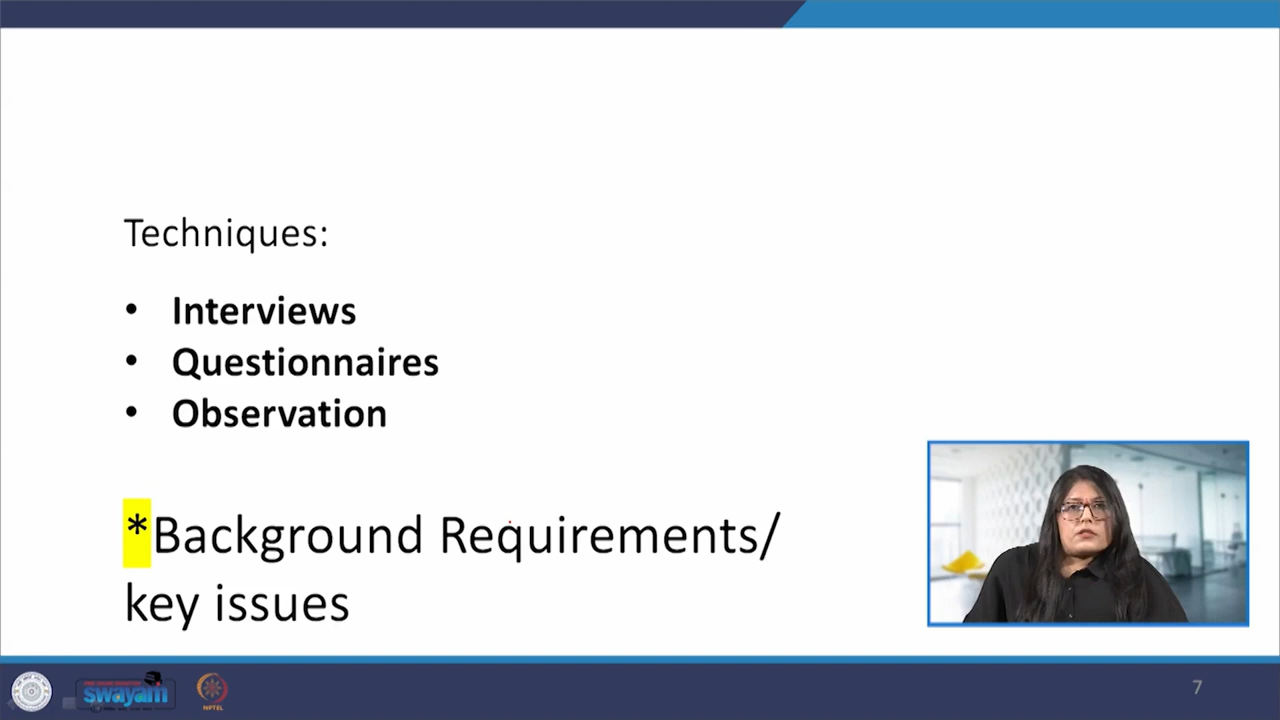 Techniques:
• Interviews
• Questionnaires
• Observation
*Background Requirements/
key issues
swayam
NPTEL
7